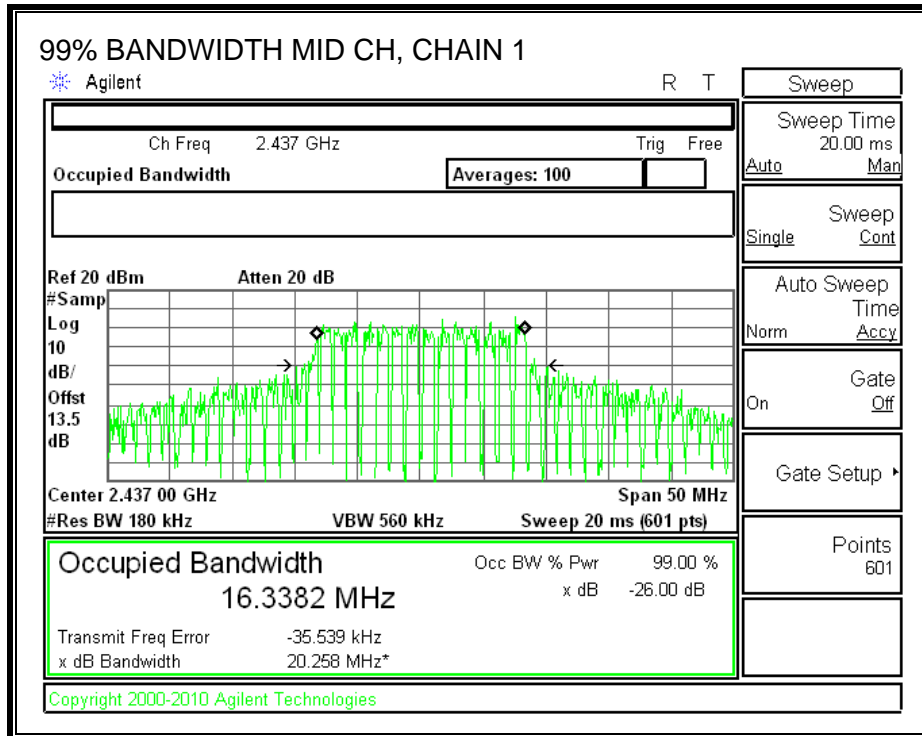 99% BANDWIDTH MID CH, CHAIN 1
Agilent R T
Ch Freq 2.437 GHz Trig Free
Occupied Bandwidth Averages: 100
Ref 20 dBm Atten 20 dB
#Samp
Log
10
dB/
Offst
13.5
dB
Center 2.437 00 GHz Span 50 MHz
#Res BW 180 kHz VBW 560 kHz Sweep 20 ms (601 pts)
Occupied Bandwidth Occ BW % Pwr 99.00 %
16.3382 MHz x dB -26.00 dB
Transmit Freq Error -35.539 kHz
x dB Bandwidth 20.258 MHz*
Copyright 2000-2010 Agilent Technologies
Sweep
Sweep Time
20.00 ms
Auto Man
Sweep
Single Cont
Auto Sweep
Time
Norm Accy
Gate
On Off
Gate Setup
Points
601